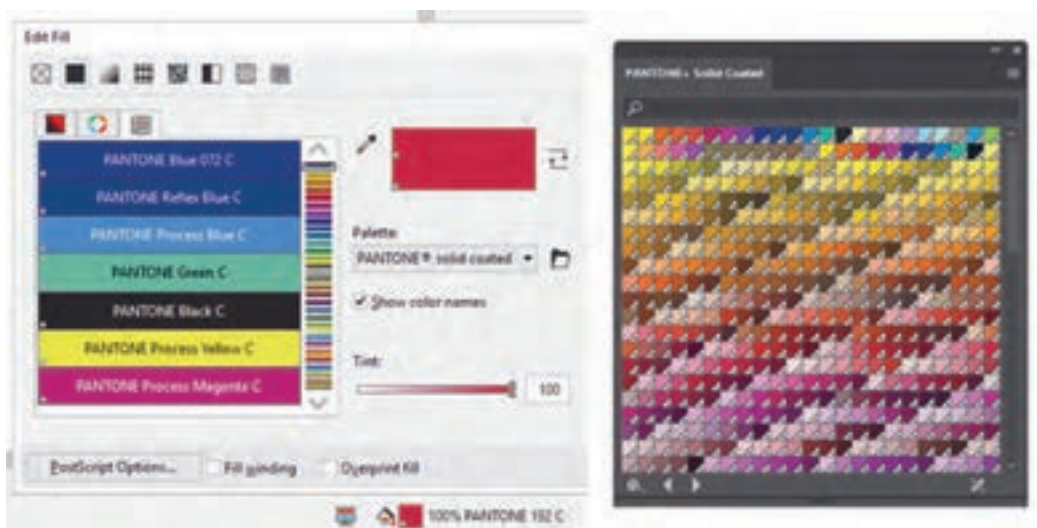 Edit Fill
PANTONE Blue 072 C
PANTONE Reflex Blue C
PANTONE Process Blue C
PANTONE Green C
PANTONE Black C
PANTONE Process Yellow C
PANTONE Process Magenta C
Palette:
PANTONE® solid coated
Show color names
Tint:
100
PostScript Options...
Fill winding
Overprint fill
100% PANTONE 192 C
PANTONE+ Solid Coated